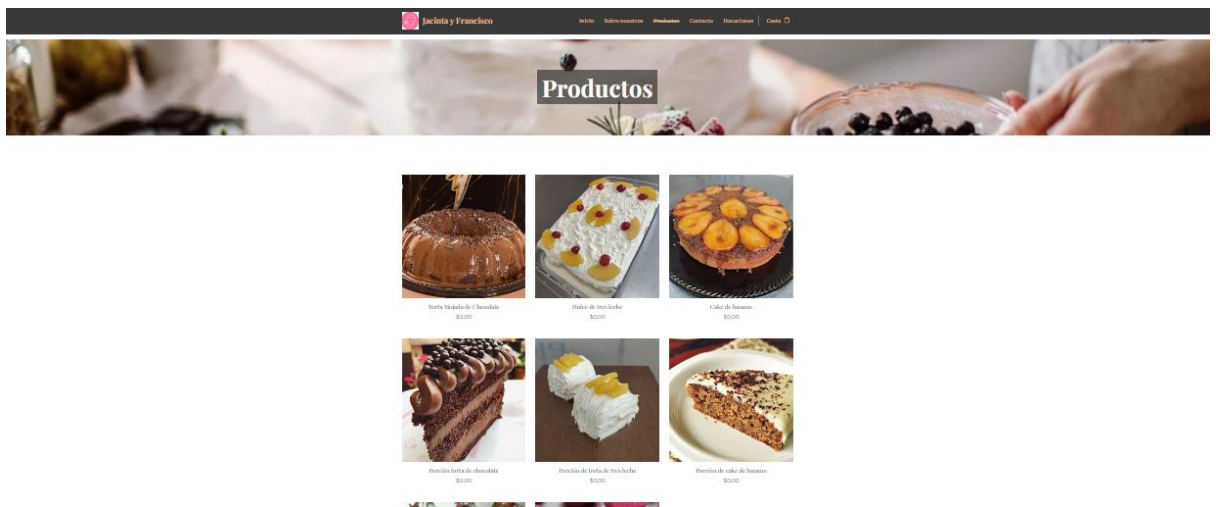 Jacinta y Francisco
Inicio Sobre nosotros Productos Contacto Donaciones Cesta
Productos
Torta Mojada de Chocolate
Dulce de tres leche
Cake de banano
$0,00
$0,00
$0,00
Porción torta de chocolate
Porción de torta de tres leche
Porción de cake de banano
$0,00
$0,00
$0,00